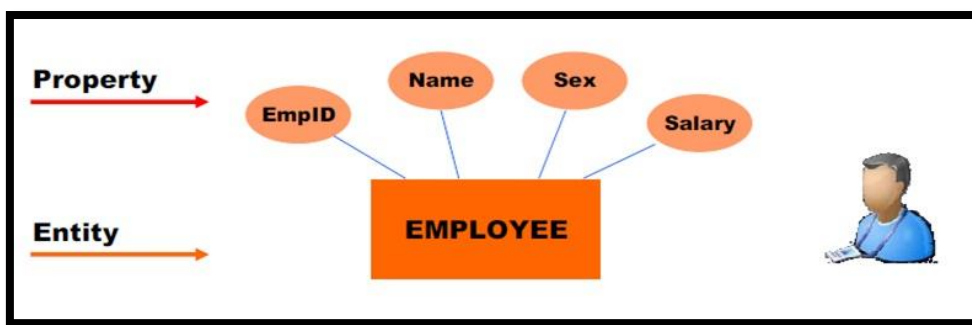 Property
Name
Sex
EmpID
Salary
Entity
EMPLOYEE